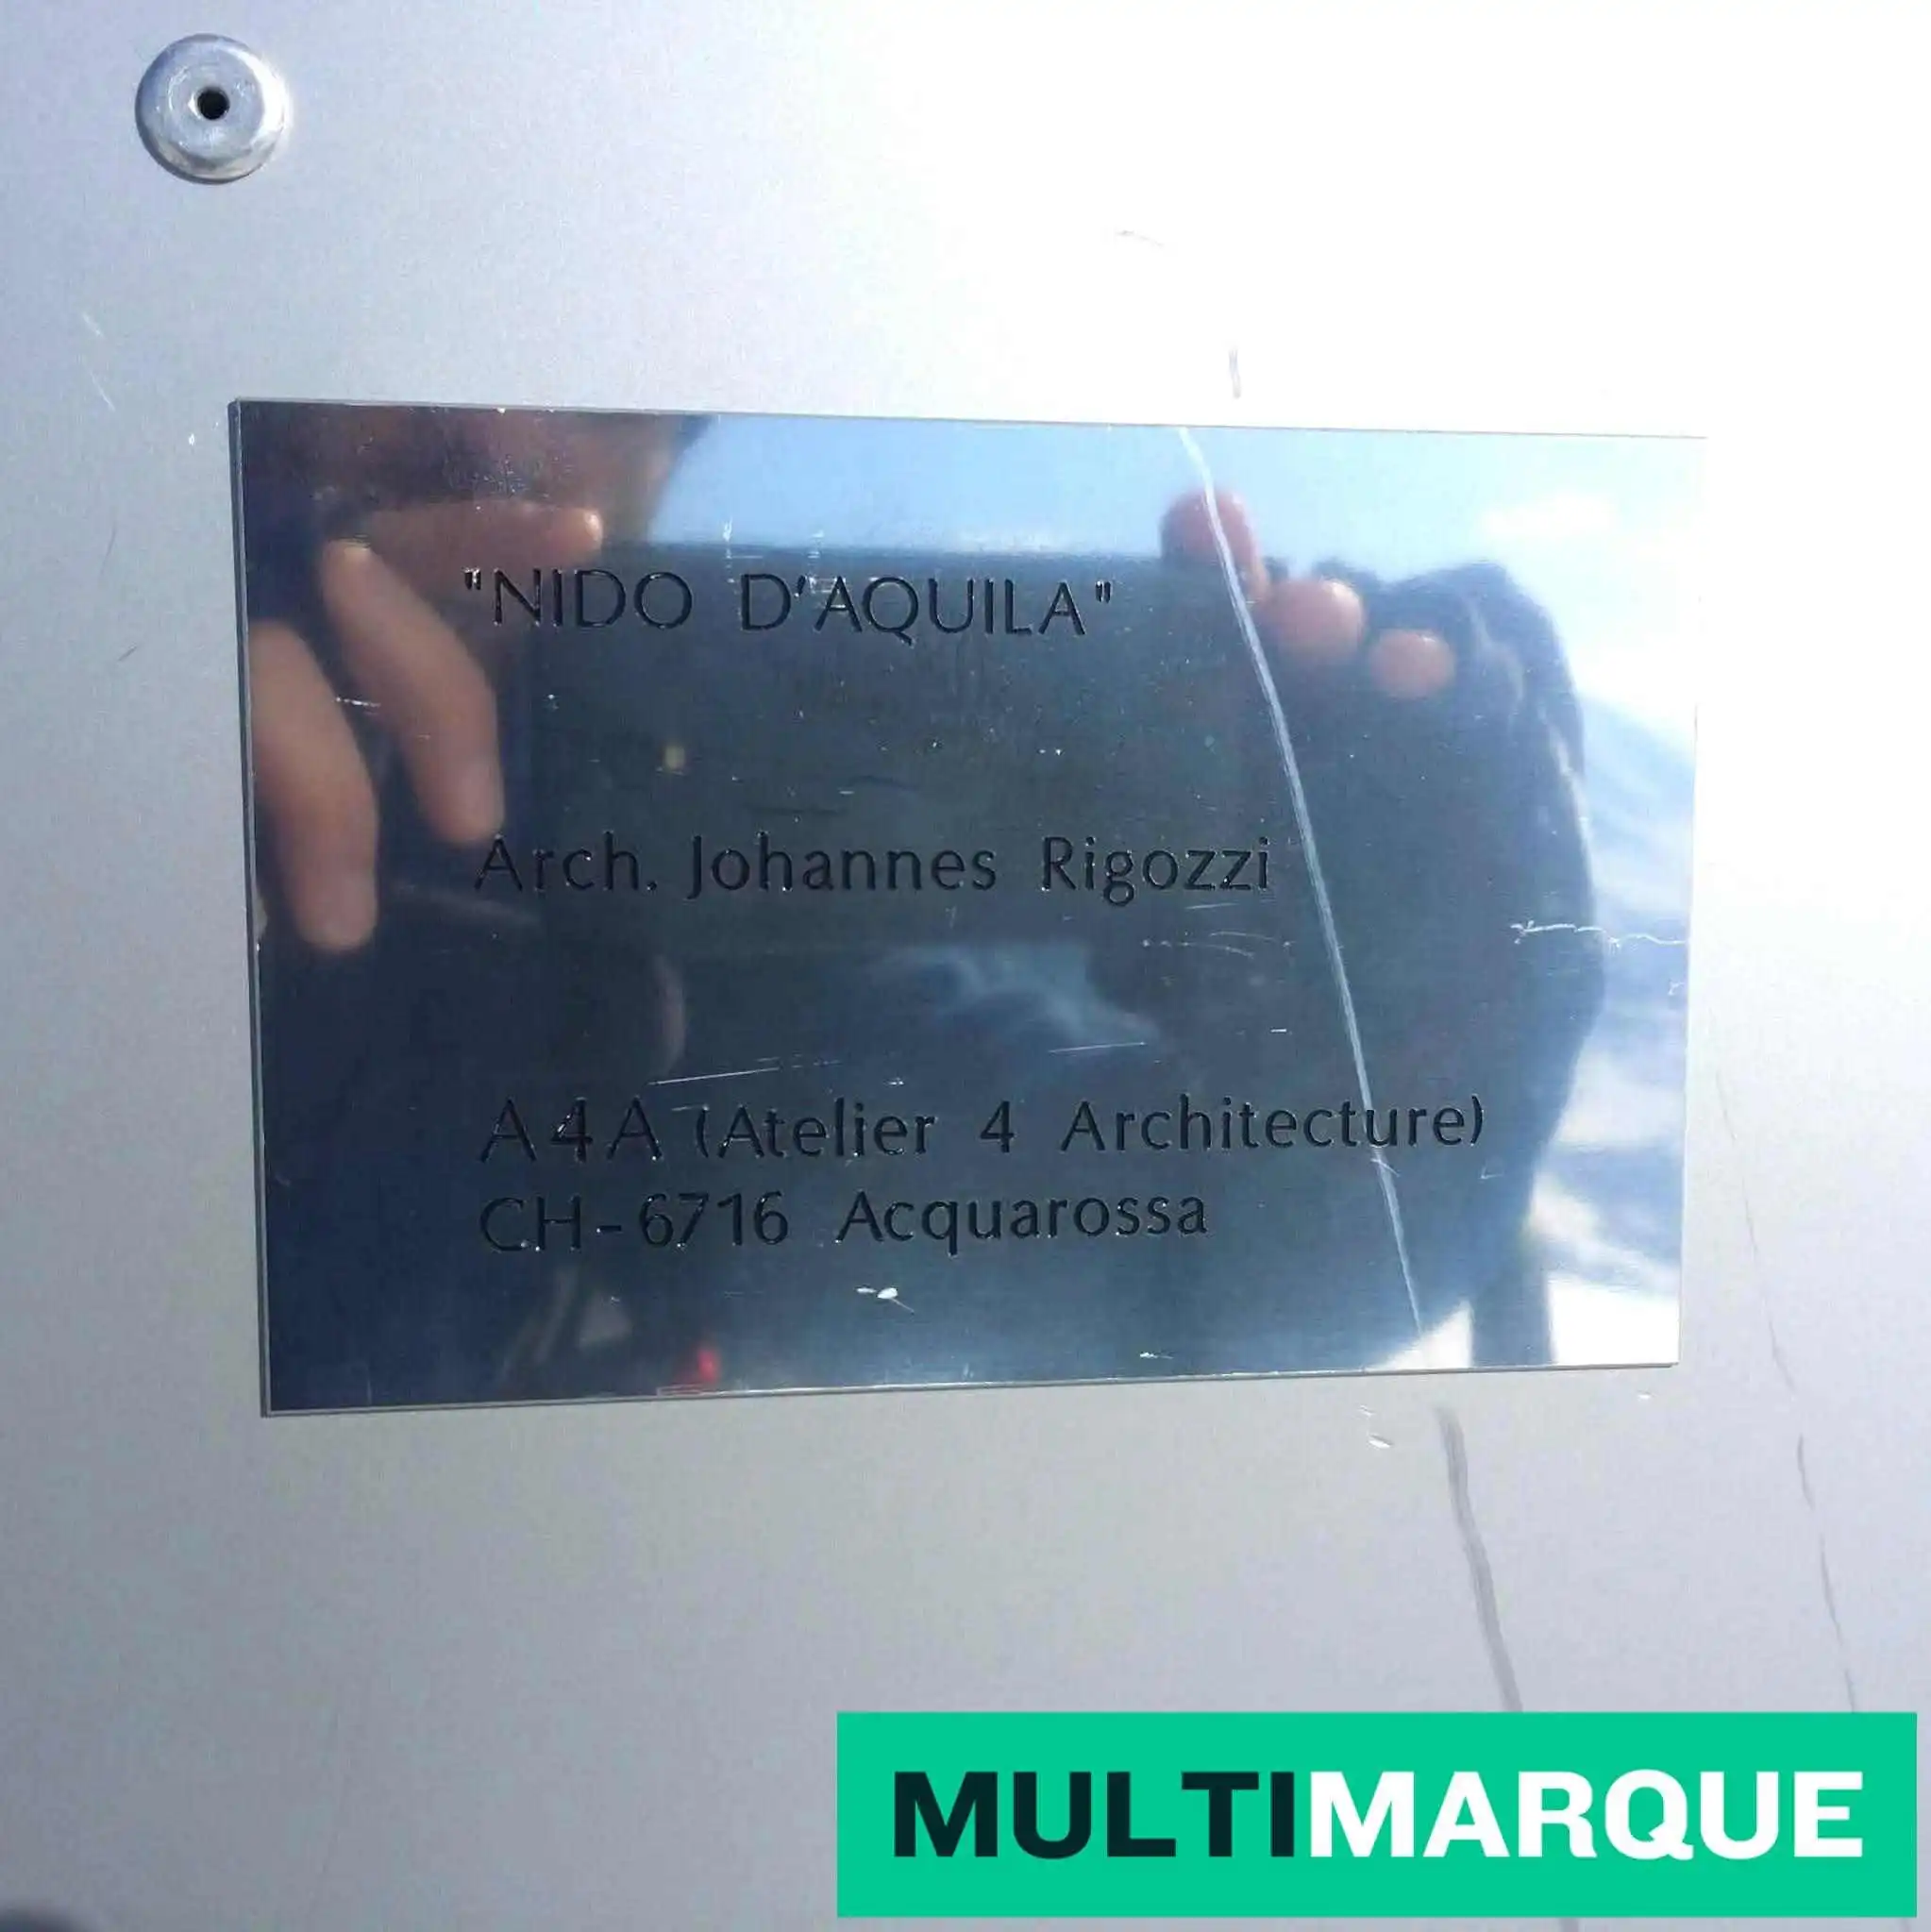 "NIDO D'AQUILA"
Arch. Johannes Rigozzi
A4A (Atelier 4 Architecture)
CH-6716 Acquarossa
MULTIMARQUE